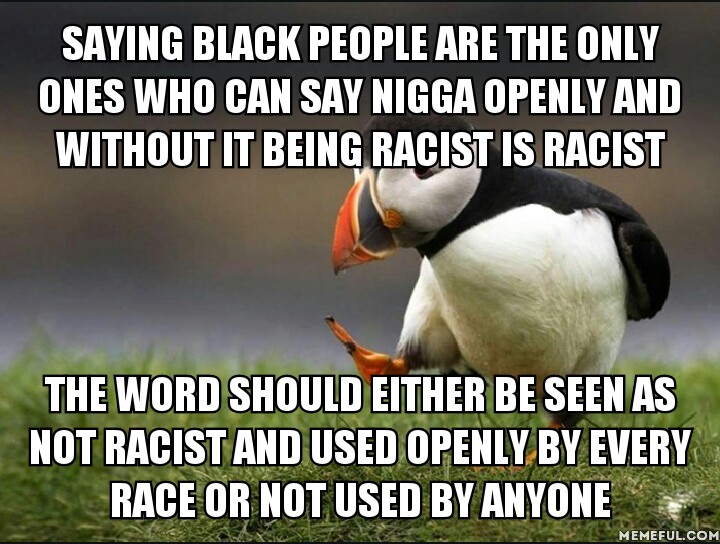 SAYING BLACK PEOPLE ARE THE ONLY
ONES WHO CAN SAY NIGGA OPENLY AND
WITHOUT IT BEING RACIST IS RACIST
THE WORD SHOULD EITHER BE SEEN AS
NOT RACIST AND USED OPENLY BY EVERY
RACE OR NOT USED BY ANYONE
MEMEFUL.COM